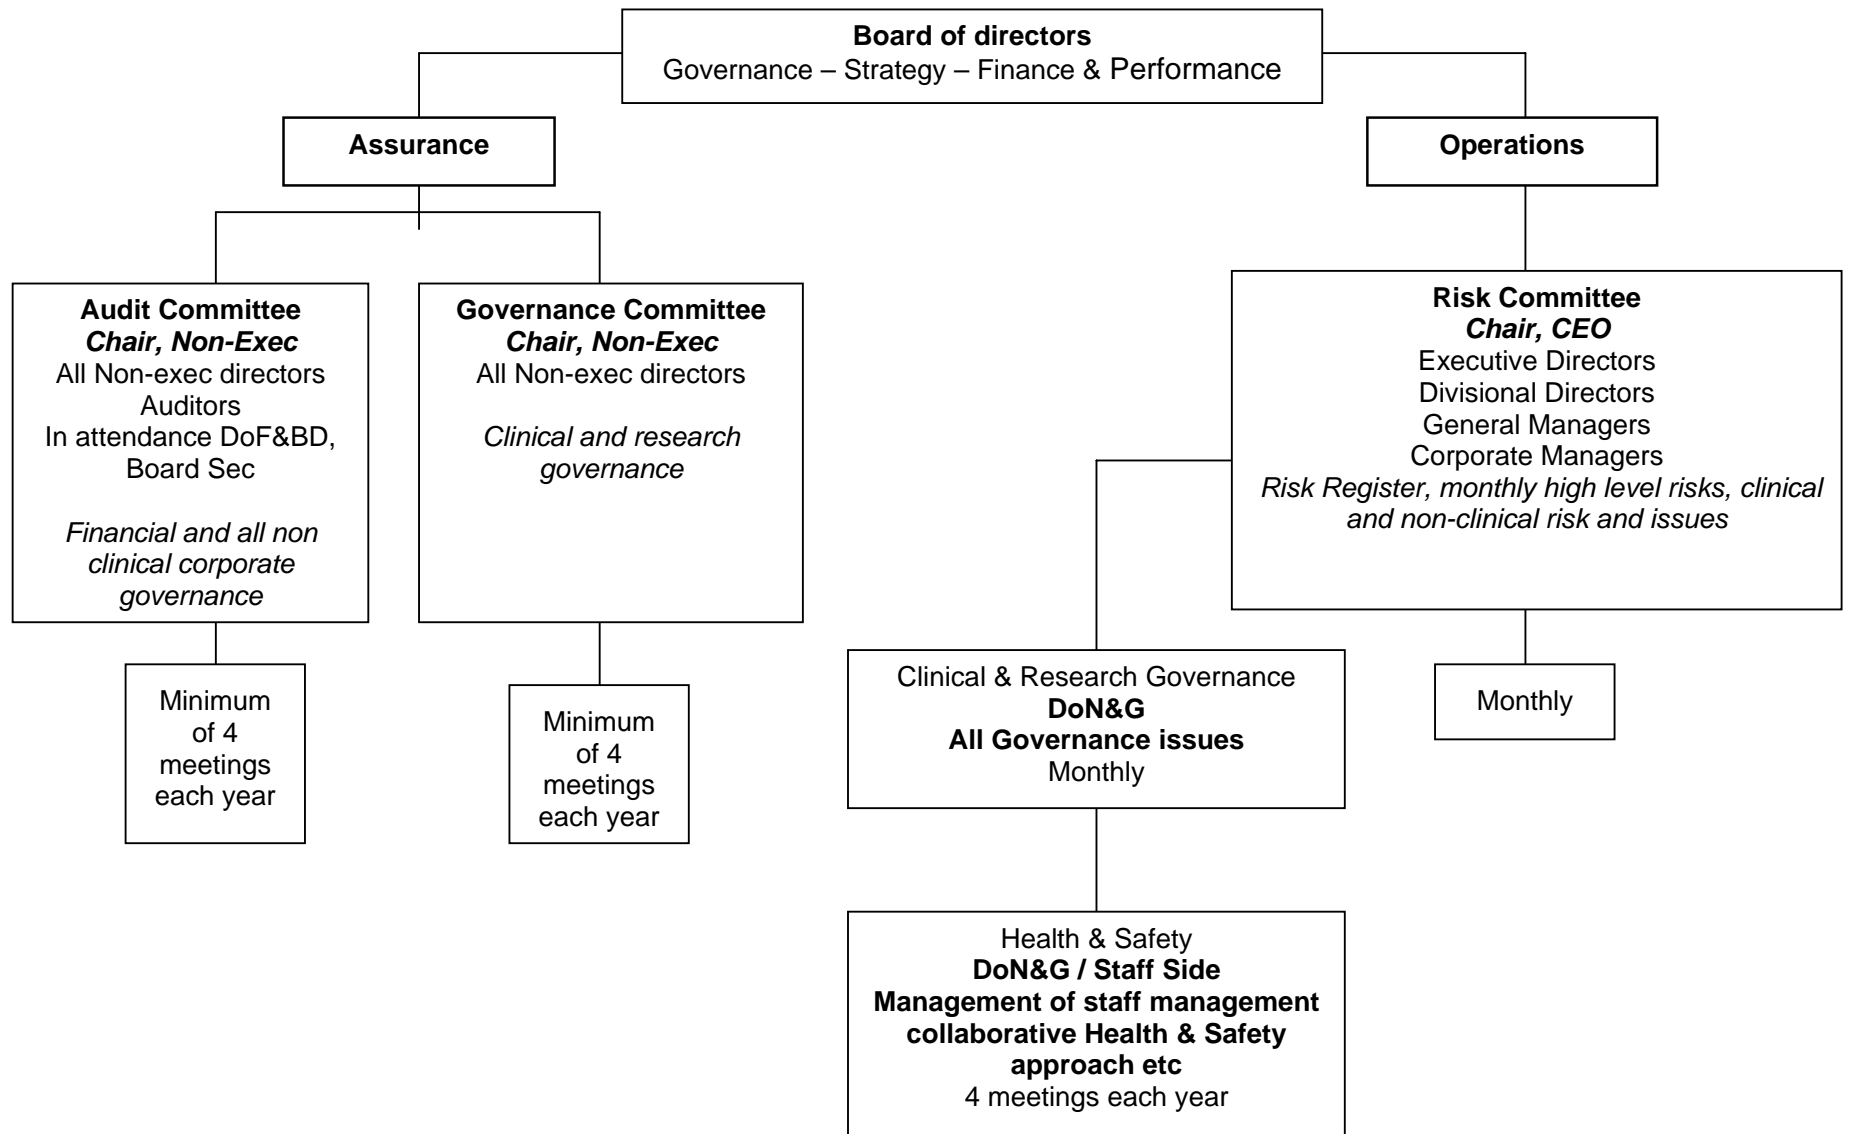 Board of directors
Governance – Strategy – Finance & Performance
Assurance
Operations
Audit Committee
Chair, Non-Exec
All Non-exec directors
Auditors
In attendance DoF&BD,
Board Sec
Financial and all non
clinical corporate
governance
Minimum
of 4
meetings
each year
Governance Committee
Chair, Non-Exec
All Non-exec directors
Clinical and research
governance
Minimum
of 4
meetings
each year
Risk Committee
Chair, CEO
Executive Directors
Divisional Directors
General Managers
Corporate Managers
Risk Register, monthly high level risks, clinical
and non-clinical risk and issues
Monthly
Clinical & Research Governance
DoN&G
All Governance issues
Monthly
Health & Safety
DoN&G / Staff Side
Management of staff management
collaborative Health & Safety
approach etc
4 meetings each year